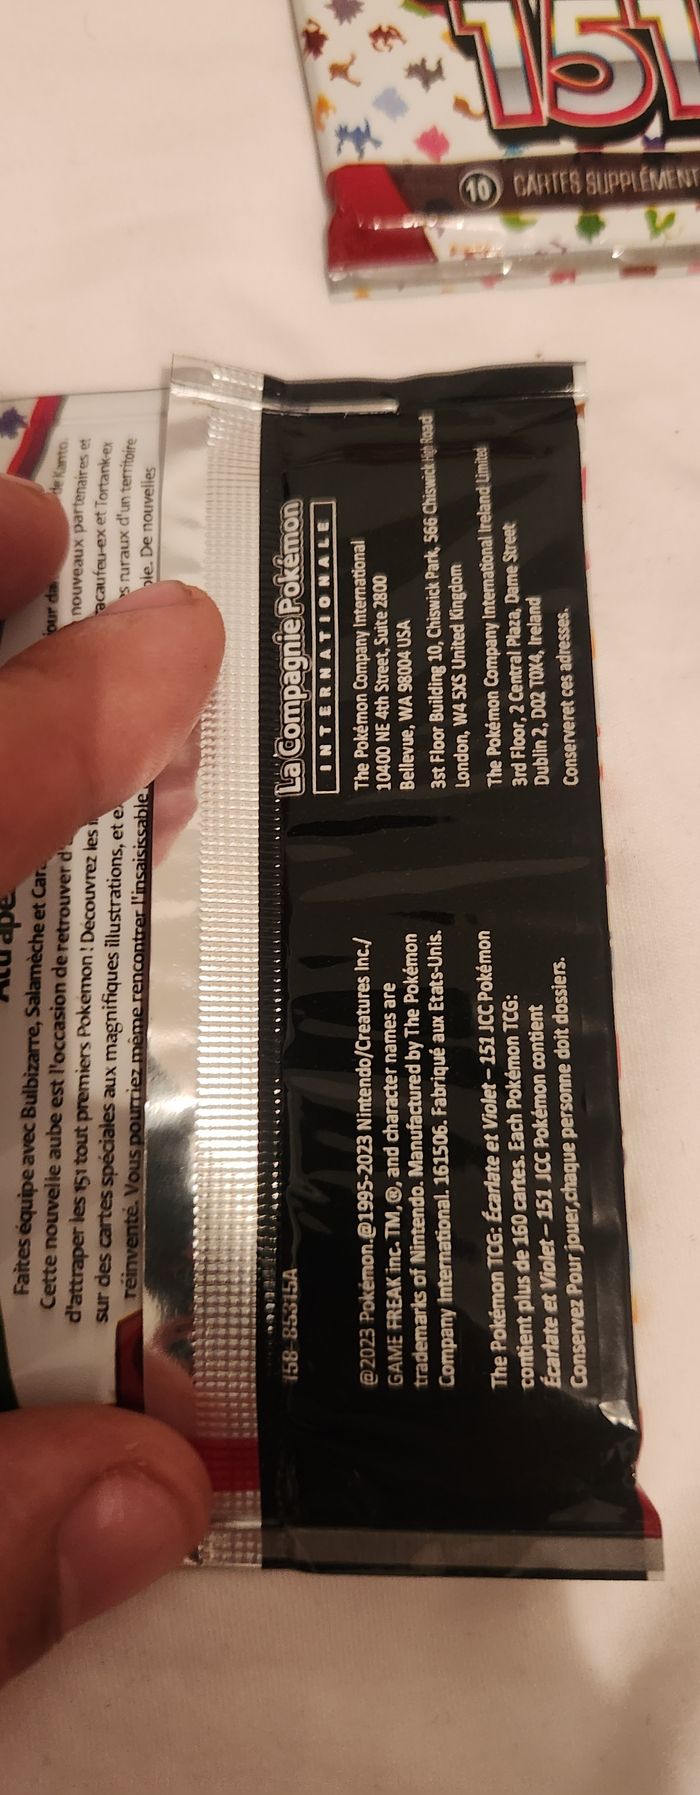 151
10 CARTES SUPPLÉMENT
de Kanto.
Faites équipe avec Bulbizarre, Salamèche et
Cette nouvelle aube est l'occasion de retrouver nouveaux partenaires et
d'attraper les 151 tout premiers Pokémon ! Découvrez les Tortank-ex
sur des cartes spéciales aux magnifiques illustrations, et ruraux d'un territoire
réinventé. Vous pourriez même rencontrer l'insaisissable De nouvelles
La Compagnie Pokémon
INTERNATIONALE
The Pokémon Company International
10400 NE 4th Street, Suite 2800
Bellevue, WA 98004 USA
3st Floor Building 10, Chiswick Park, 566 Chiswick High Road
London, W4 5XS United Kingdom
The Pokémon Company International Ireland Limited
3rd Floor, 2 Central Plaza, Dame Street
Dublin 2, D02 T0X4, Ireland
Conserveret ces adresses.
158-85315A
@2023 Pokémon.@1995-2023 Nintendo/Creatures Inc./
GAME FREAK inc. TM, ®, and character names are
trademarks of Nintendo. Manufactured by The Pokémon
Company International. 161506. Fabriqué aux Etats-Unis.
The Pokémon TCG: Écarlate et Violet – 151 JCC Pokémon
contient plus de 160 cartes. Each Pokémon TCG:
Écarlate et Violet – 151 JCC Pokémon contient
Conservez Pour jouer,chaque personne doit dossiers.